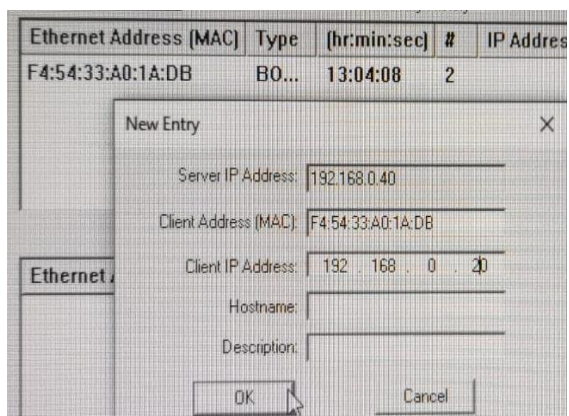 Ethernet Address (MAC) Type (hr:min:sec) # IP Addres
F4:54:33:A0:1A:DB BO... 13:04:08 2
New Entry
Server IP Address: 192.168.0.40
Client Address (MAC): F4:54:33:A0:1A:DB
Client IP Address: 192 . 168 . 0 . 20
Ethernet A
Hostname:
Description:
OK Cancel